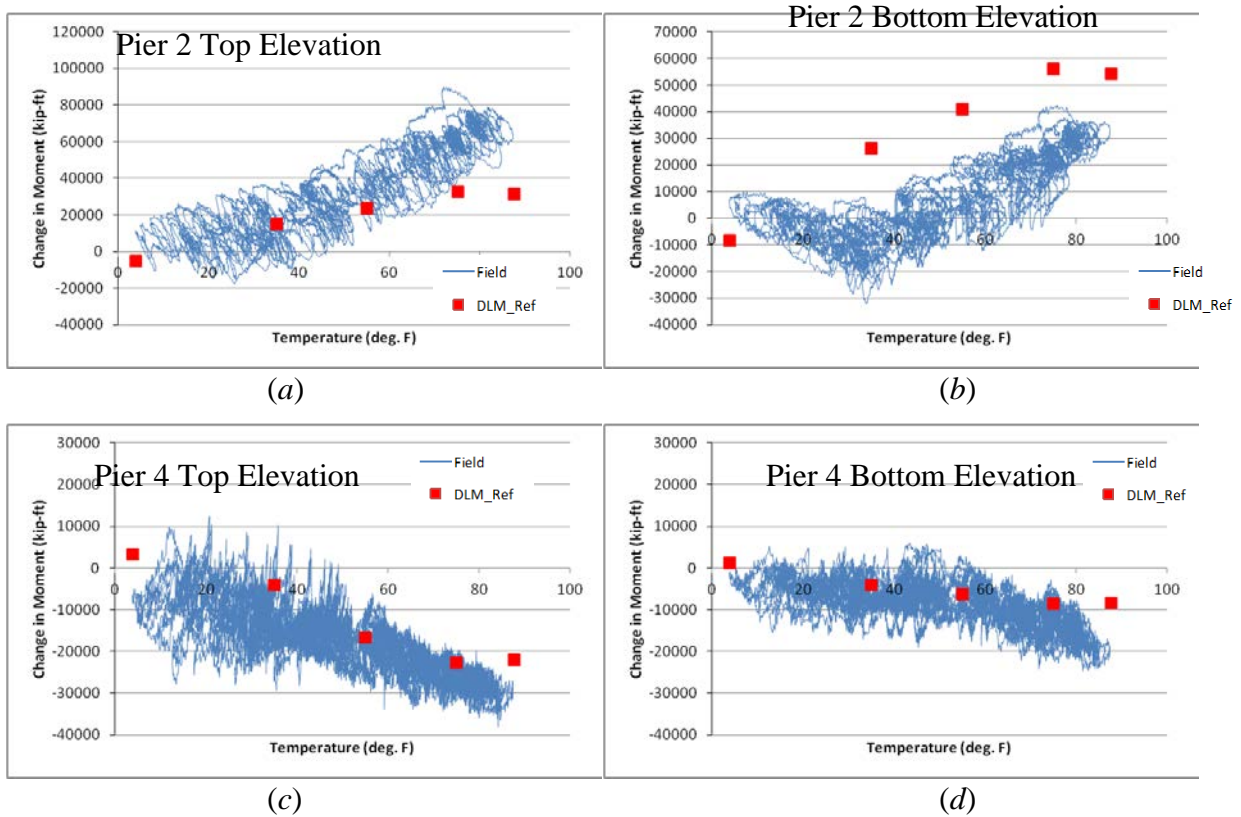 Pier 2 Top Elevation
120000
100000
80000
60000
40000
20000
0
-20000
-40000
0 20 40 60 80 100
Change in Moment (kip-ft)
Temperature (deg. F)
Field
DLM_Ref
(a)
Pier 2 Bottom Elevation
70000
60000
50000
40000
30000
20000
10000
0
-10000
-20000
-30000
-40000
0 20 40 60 80 100
Change in Moment (kip-ft)
Temperature (deg. F)
Field
DLM_Ref
(b)
Pier 4 Top Elevation
30000
20000
10000
0
-10000
-20000
-30000
-40000
0 20 40 60 80 100
Change in Moment (kip-ft)
Temperature (deg. F)
Field
DLM_Ref
(c)
Pier 4 Bottom Elevation
30000
20000
10000
0
-10000
-20000
-30000
-40000
0 20 40 60 80 100
Change in Moment (kip-ft)
Temperature (deg. F)
Field
DLM_Ref
(d)